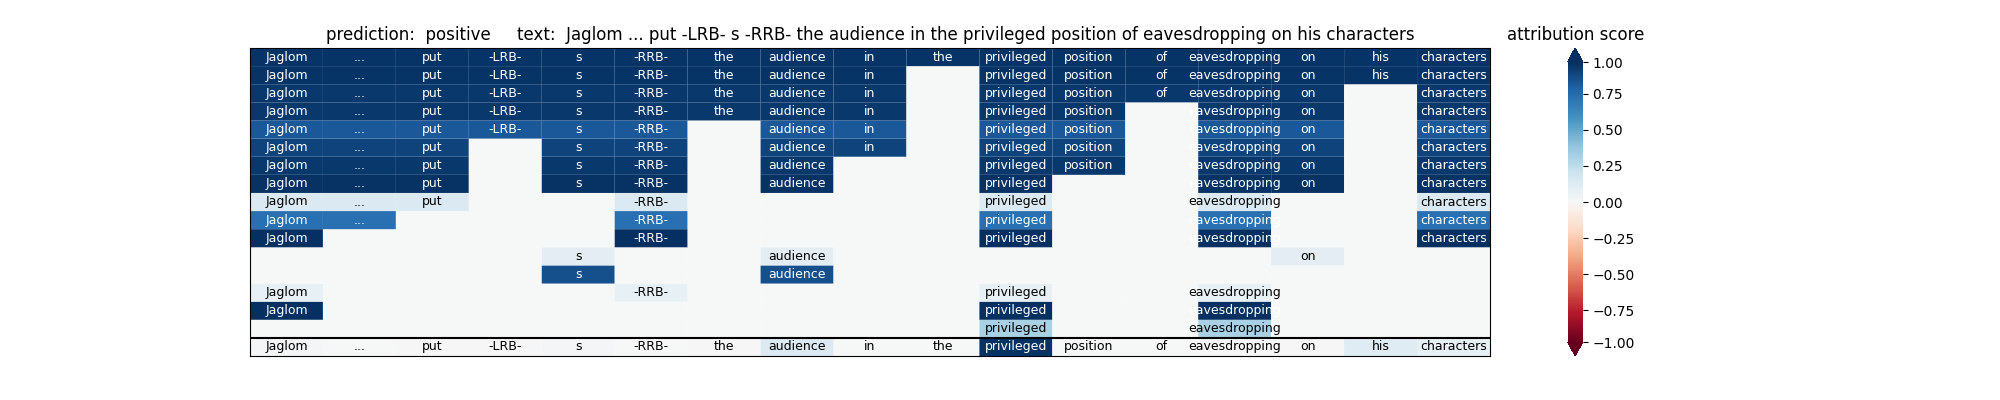 prediction: positive text: Jaglom ... put -LRB- s -RRB- the audience in the privileged position of eavesdropping on his characters attribution score
Jaglom ... put -LRB- s -RRB- the audience in the privileged position of eavesdropping on his characters 1.00
Jaglom ... put -LRB- s -RRB- the audience in privileged position of eavesdropping on his characters
Jaglom ... put -LRB- s -RRB- the audience in privileged position of eavesdropping on characters 0.75
Jaglom ... put -LRB- s -RRB- the audience in privileged position eavesdropping on characters
Jaglom ... put -LRB- s -RRB- audience in privileged position eavesdropping on characters 0.50
Jaglom ... put s -RRB- audience in privileged position eavesdropping on characters
Jaglom ... put s -RRB- audience privileged position eavesdropping on characters 0.25
Jaglom ... put s -RRB- audience privileged eavesdropping on characters
Jaglom ... put -RRB- privileged eavesdropping characters 0.00
Jaglom ... -RRB- privileged eavesdropping characters
Jaglom -RRB- privileged eavesdropping characters −0.25
s audience on
s audience −0.50
Jaglom -RRB- privileged eavesdropping
Jaglom privileged eavesdropping −0.75
privileged eavesdropping
Jaglom ... put -LRB- s -RRB- the audience in the privileged position of eavesdropping on his characters −1.00